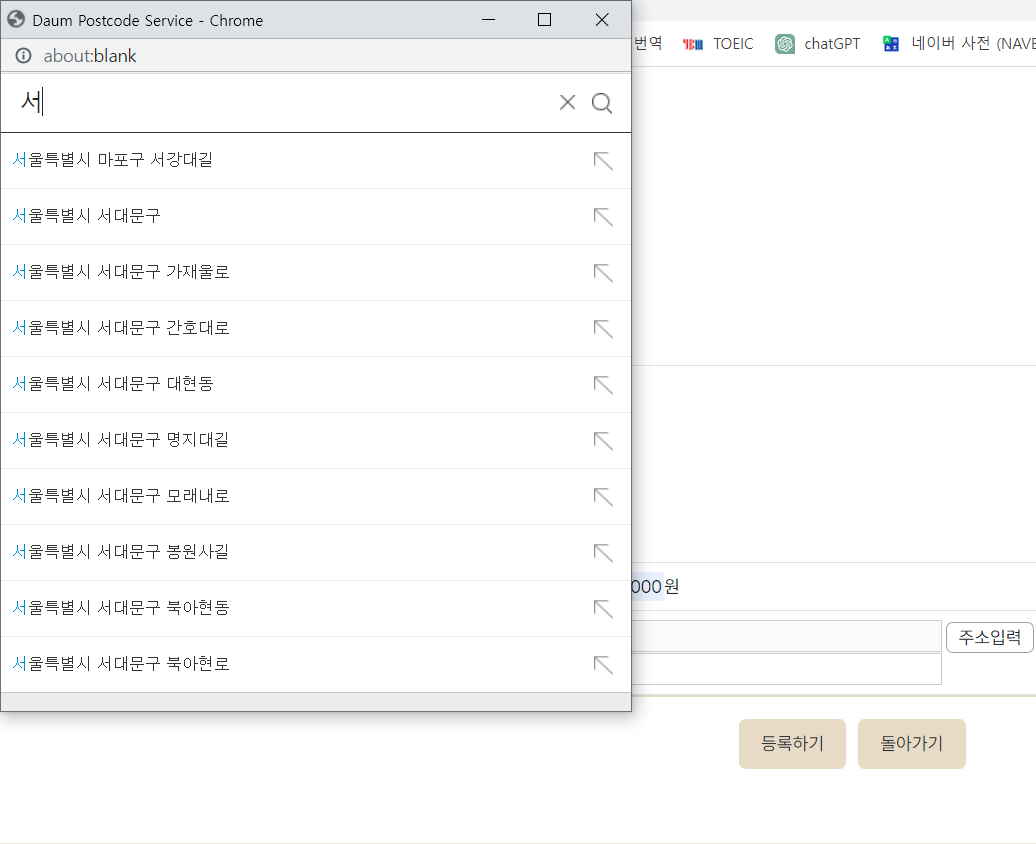 Daum Postcode Service - Chrome
about:blank
번역 TOEIC chatGPT 네이버 사전 (NAVE
서
서울특별시 마포구 서강대길
서울특별시 서대문구
서울특별시 서대문구 가재울로
서울특별시 서대문구 간호대로
서울특별시 서대문구 대현동
서울특별시 서대문구 명지대길
서울특별시 서대문구 모래내로
서울특별시 서대문구 봉원사길
서울특별시 서대문구 북아현동
서울특별시 서대문구 북아현로
000원
주소입력
등록하기 돌아가기